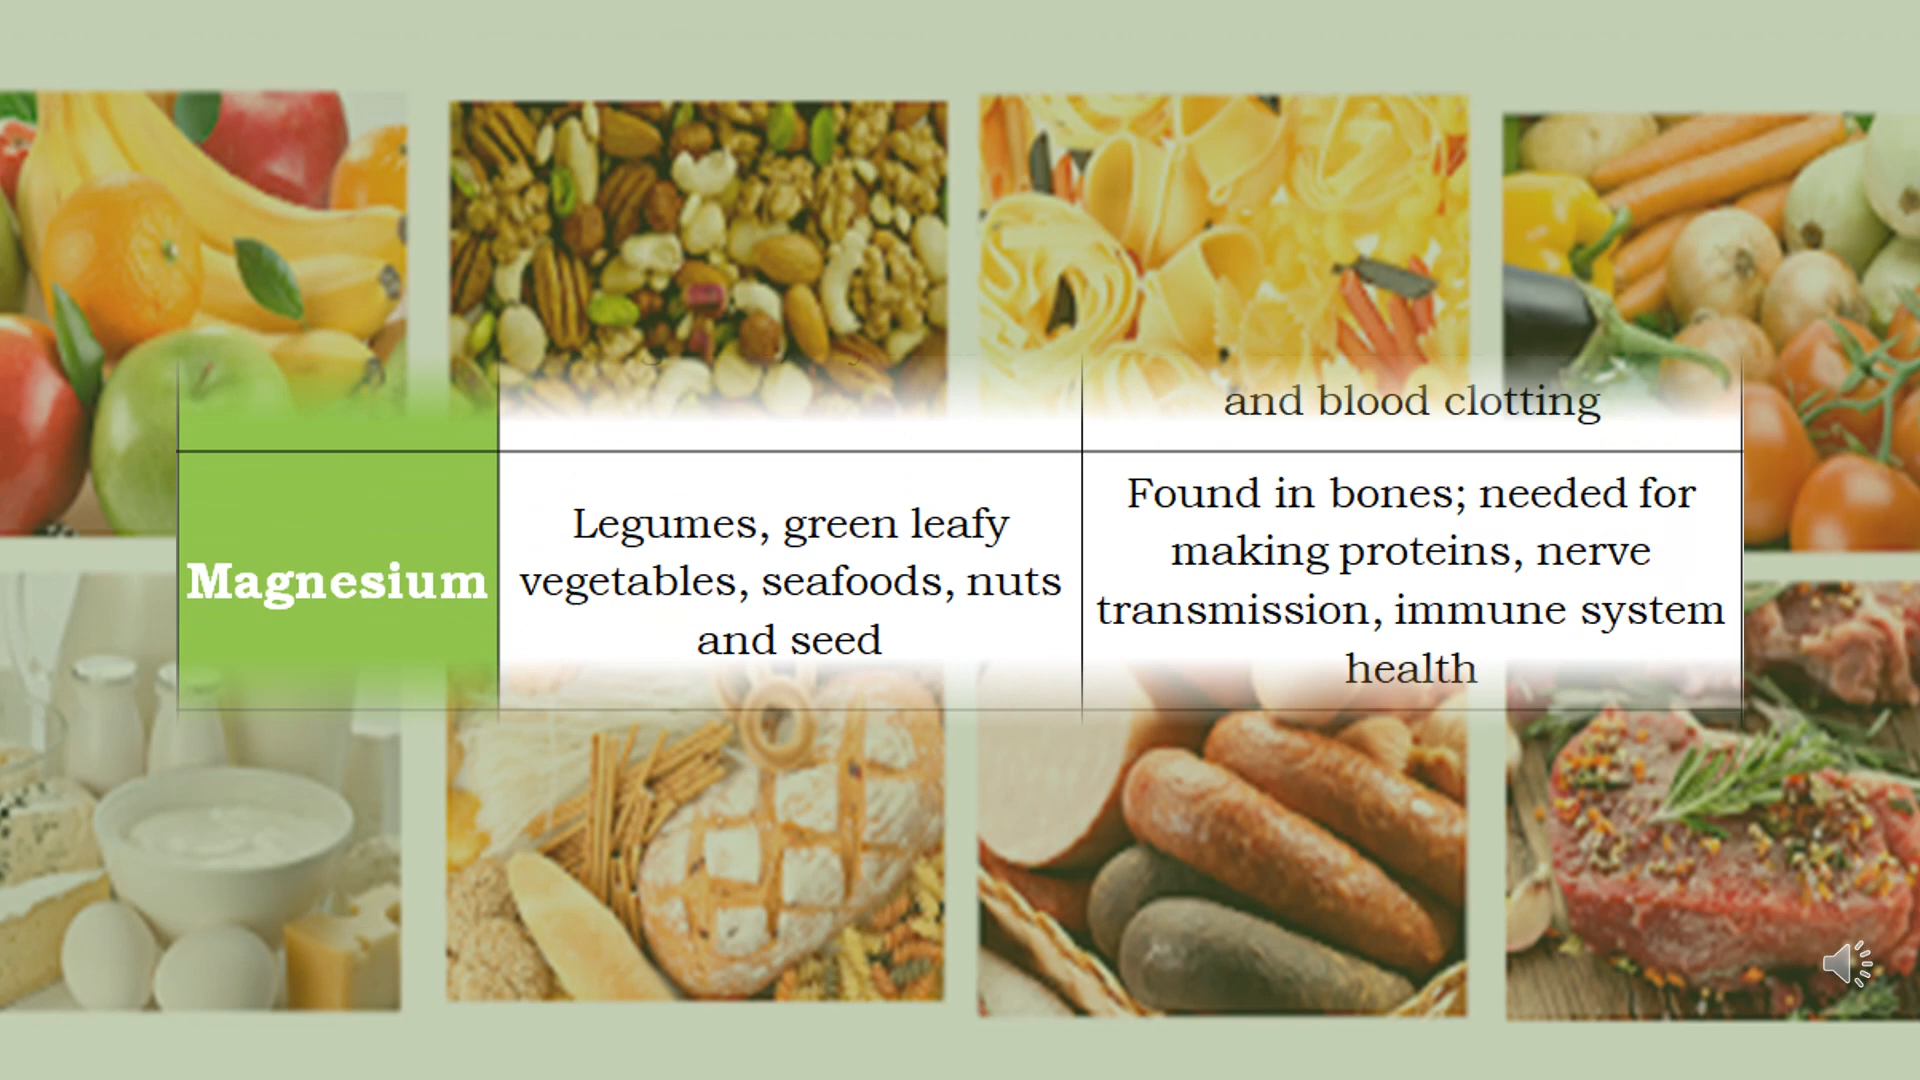 and blood clotting
Magnesium
Legumes, green leafy
vegetables, seafoods, nuts
and seed
Found in bones; needed for
making proteins, nerve
transmission, immune system
health